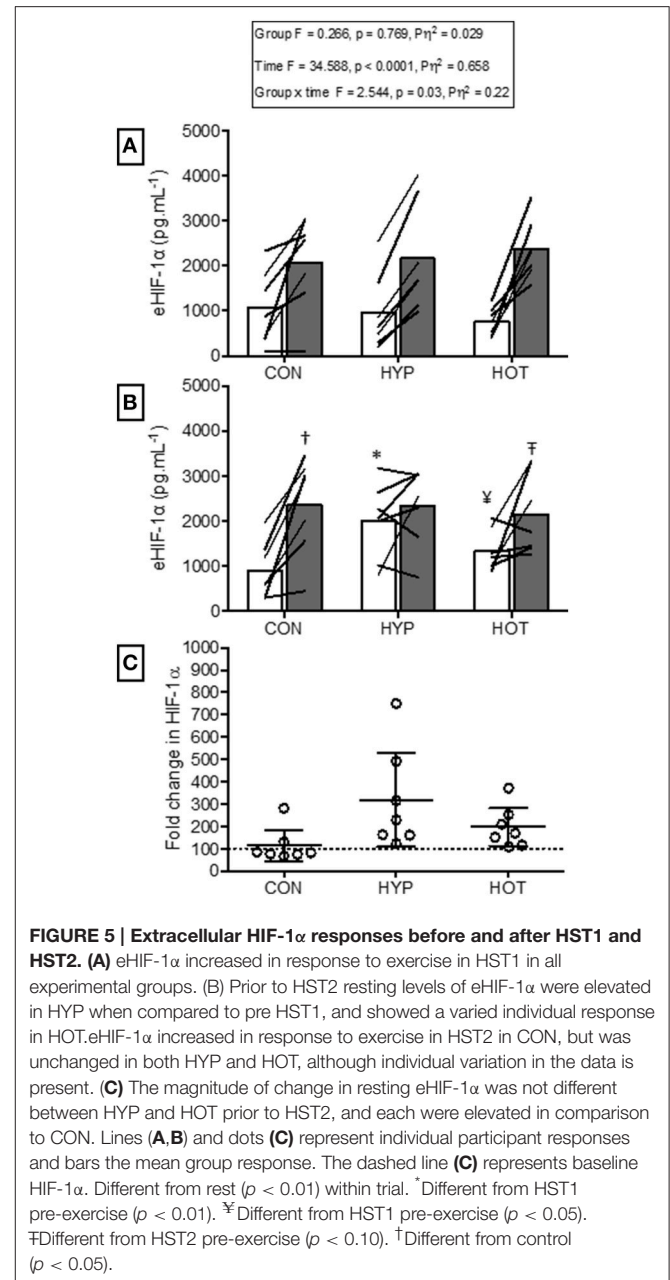 Group F = 0.266, p = 0.769, Pη² = 0.029
Time F = 34.588, p < 0.0001, Pη² = 0.658
Group x time F = 2.544, p = 0.03, Pη² = 0.22
A
eHIF-1α (pg.mL⁻¹)
5000
4000
3000
2000
1000
0
CON HYP HOT
B
eHIF-1α (pg.mL⁻¹)
5000
4000
3000
2000
1000
0
† * ¥ Ŧ
CON HYP HOT
C
Fold change in HIF-1α
1000
900
800
700
600
500
400
300
200
100
0
CON HYP HOT
FIGURE 5 | Extracellular HIF-1α responses before and after HST1 and
HST2. (A) eHIF-1α increased in response to exercise in HST1 in all
experimental groups. (B) Prior to HST2 resting levels of eHIF-1α were elevated
in HYP when compared to pre HST1, and showed a varied individual response
in HOT.eHIF-1α increased in response to exercise in HST2 in CON, but was
unchanged in both HYP and HOT, although individual variation in the data is
present. (C) The magnitude of change in resting eHIF-1α was not different
between HYP and HOT prior to HST2, and each were elevated in comparison
to CON. Lines (A,B) and dots (C) represent individual participant responses
and bars the mean group response. The dashed line (C) represents baseline
HIF-1α. Different from rest (p < 0.01) within trial. *Different from HST1
pre-exercise (p < 0.01). ¥Different from HST1 pre-exercise (p < 0.05).
ŦDifferent from HST2 pre-exercise (p < 0.10). †Different from control
(p < 0.05).